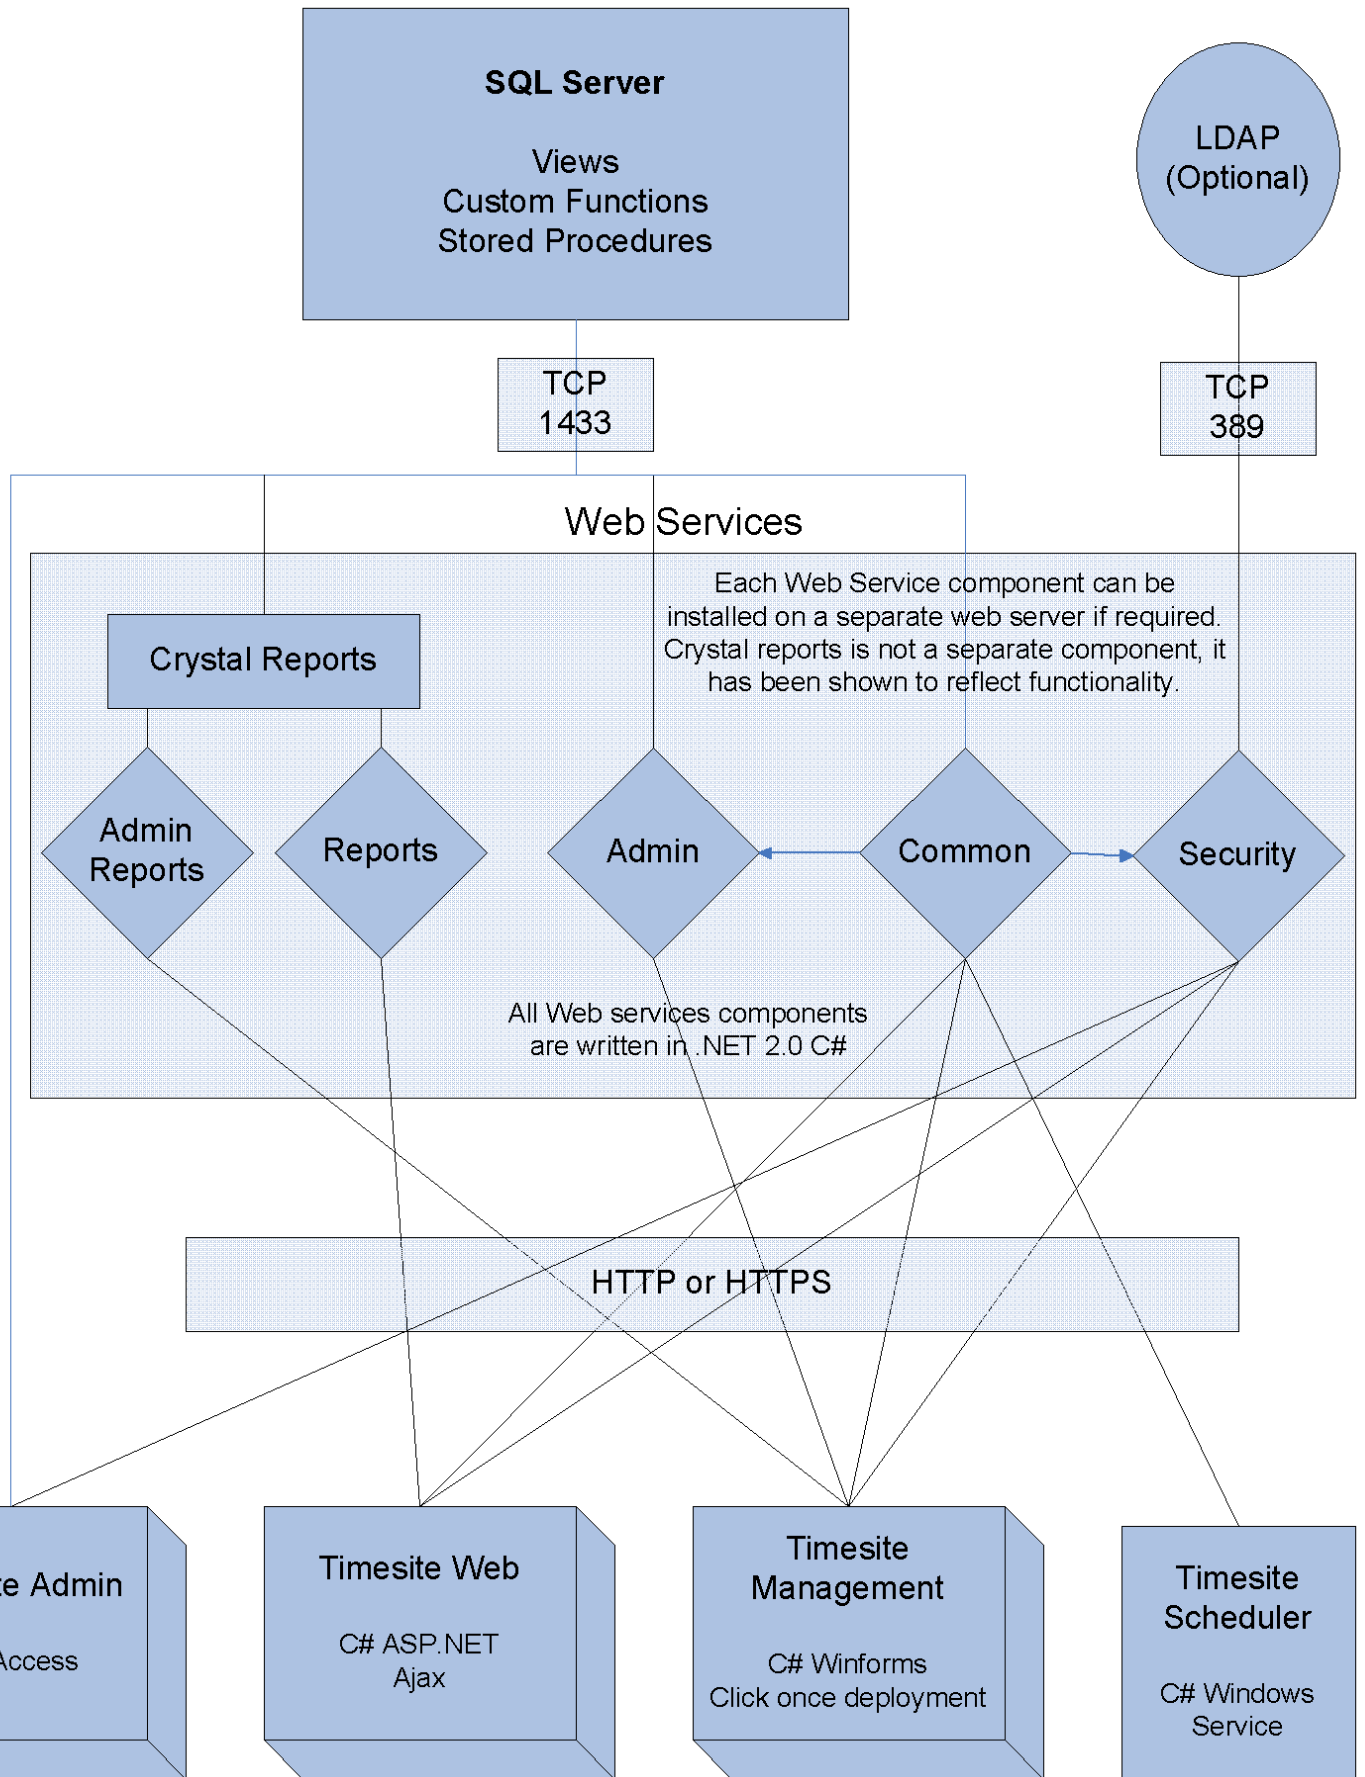 SQL Server
Views
Custom Functions
Stored Procedures
LDAP
(Optional)
TCP
1433
TCP
389
Web Services
Each Web Service component can be
installed on a separate web server if required.
Crystal reports is not a separate component, it
has been shown to reflect functionality.
Crystal Reports
Admin
Reports
Reports
Admin
Common
Security
All Web services components
are written in .NET 2.0 C#
HTTP or HTTPS
Admin
Access
Timesite Web
C# ASP.NET
Ajax
Timesite
Management
C# Winforms
Click once deployment
Timesite
Scheduler
C# Windows
Service